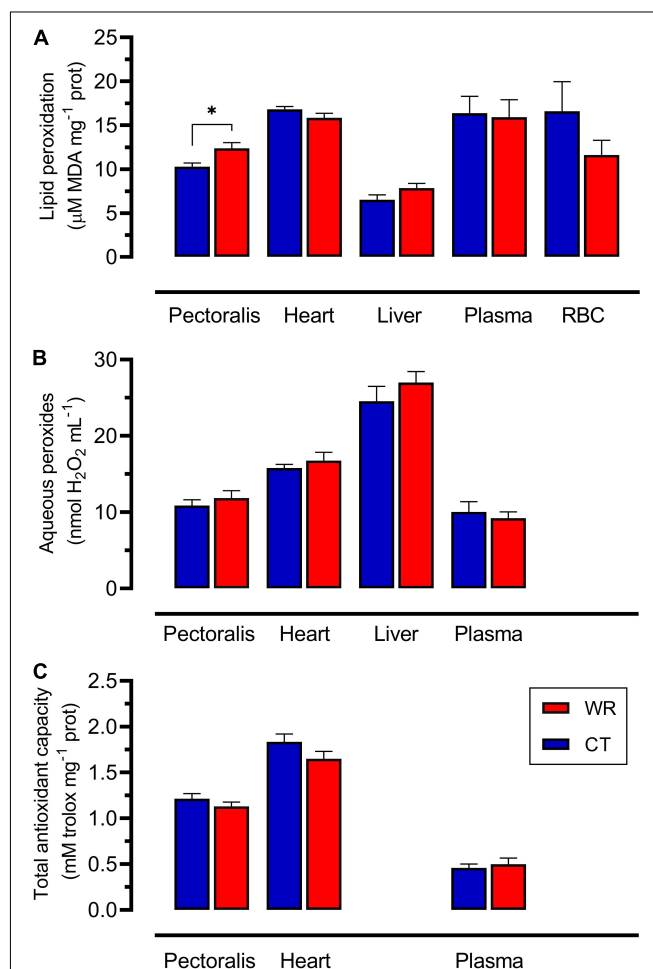 A
Lipid peroxidation
(μM MDA mg⁻¹ prot)
25
20
15
10
5
0
*
Pectoralis Heart Liver Plasma RBC
B
Aqueous peroxides
(nmol H₂O₂ mL⁻¹)
30
20
10
0
Pectoralis Heart Liver Plasma
C
Total antioxidant capacity
(mM trolox mg⁻¹ prot)
2.5
2.0
1.5
1.0
0.5
0.0
WR
CT
Pectoralis Heart Plasma